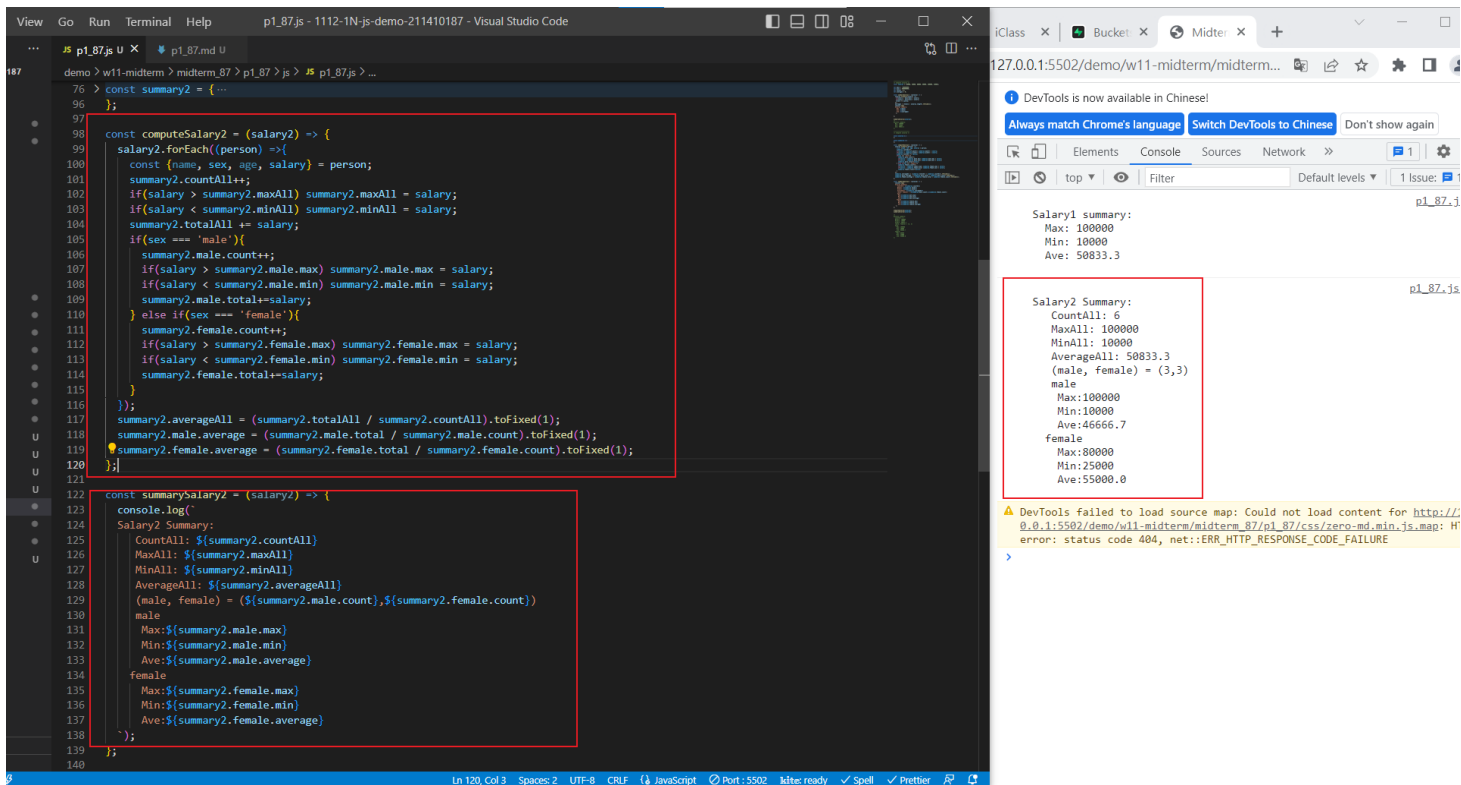 View Go Run Terminal Help p1_87.js - 1112-1N-js-demo-211410187 - Visual Studio Code
JS p1_87.js U p1_87.md U
187
demo > w11-midterm > midterm_87 > p1_87 > js > JS p1_87.js > ...
76 > const summary2 = { ...
96 };
97
98 const computeSalary2 = (salary2) => {
99 salary2.forEach((person) =>{
100 const {name, sex, age, salary} = person;
101 summary2.countAll++;
102 if(salary > summary2.maxAll) summary2.maxAll = salary;
103 if(salary < summary2.minAll) summary2.minAll = salary;
104 summary2.totalAll += salary;
105 if(sex === 'male'){
106 summary2.male.count++;
107 if(salary > summary2.male.max) summary2.male.max = salary;
108 if(salary < summary2.male.min) summary2.male.min = salary;
109 summary2.male.total+=salary;
110 } else if(sex === 'female'){
111 summary2.female.count++;
112 if(salary > summary2.female.max) summary2.female.max = salary;
113 if(salary < summary2.female.min) summary2.female.min = salary;
114 summary2.female.total+=salary;
115 }
116 });
117 summary2.averageAll = (summary2.totalAll / summary2.countAll).toFixed(1);
118 summary2.male.average = (summary2.male.total / summary2.male.count).toFixed(1);
119 summary2.female.average = (summary2.female.total / summary2.female.count).toFixed(1);
120 };
121
122 const summarySalary2 = (salary2) => {
123 console.log(`
124 Salary2 Summary:
125 CountAll: ${summary2.countAll}
126 MaxAll: ${summary2.maxAll}
127 MinAll: ${summary2.minAll}
128 AverageAll: ${summary2.averageAll}
129 (male, female) = (${summary2.male.count},${summary2.female.count})
130 male
131 Max:${summary2.male.max}
132 Min:${summary2.male.min}
133 Ave:${summary2.male.average}
134 female
135 Max:${summary2.female.max}
136 Min:${summary2.female.min}
137 Ave:${summary2.female.average}
138 `);
139 };
140
U
U
U
U
U
Ln 120, Col 3 Spaces: 2 UTF-8 CRLF JavaScript Port : 5502 kite: ready Spell Prettier
iClass Bucket Midter
127.0.0.1:5502/demo/w11-midterm/midterm...
DevTools is now available in Chinese!
Always match Chrome's language Switch DevTools to Chinese Don't show again
Elements Console Sources Network 1
top Filter Default levels 1 Issue: 1
p1_87.j
Salary1 summary:
Max: 100000
Min: 10000
Ave: 50833.3
p1_87.js
Salary2 Summary:
CountAll: 6
MaxAll: 100000
MinAll: 10000
AverageAll: 50833.3
(male, female) = (3,3)
male
Max:100000
Min:10000
Ave:46666.7
female
Max:80000
Min:25000
Ave:55000.0
DevTools failed to load source map: Could not load content for http://
0.0.1:5502/demo/w11-midterm/midterm_87/p1_87/css/zero-md.min.js.map: HT
error: status code 404, net::ERR_HTTP_RESPONSE_CODE_FAILURE